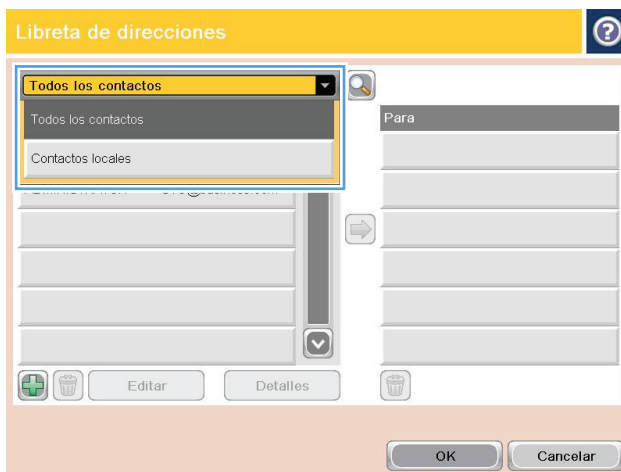 Libreta de direcciones
?
Todos los contactos
Todos los contactos
Contactos locales
Para
Editar
Detalles
OK
Cancelar